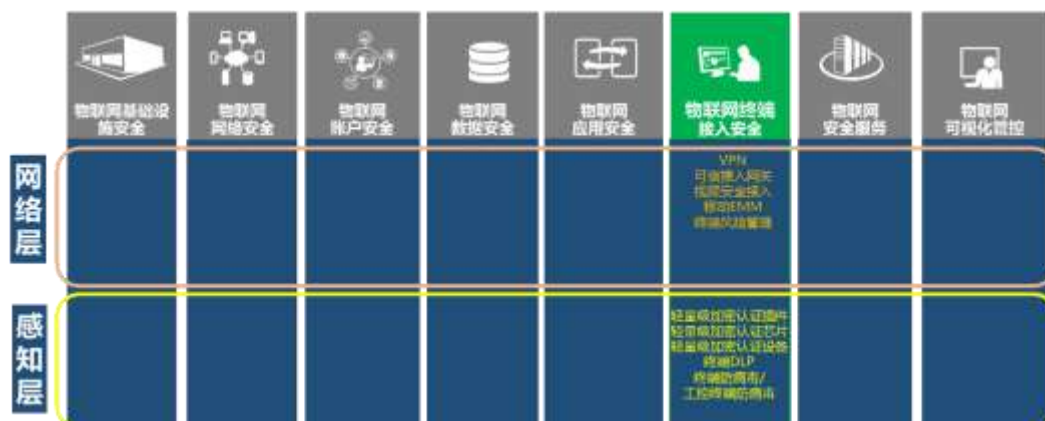 物联网基础设
施安全
物联网
网络安全
物联网
账户安全
物联网
数据安全
物联网
应用安全
物联网终端
接入安全
物联网
安全服务
物联网
可视化管控
网络层
VPN
可信接入网关
视频安全接入
移动EMM
终端风险管理
感知层
轻量级加密认证插件
轻量级加密认证芯片
轻量级加密认证设备
终端DLP
终端防病毒/
工控终端防病毒